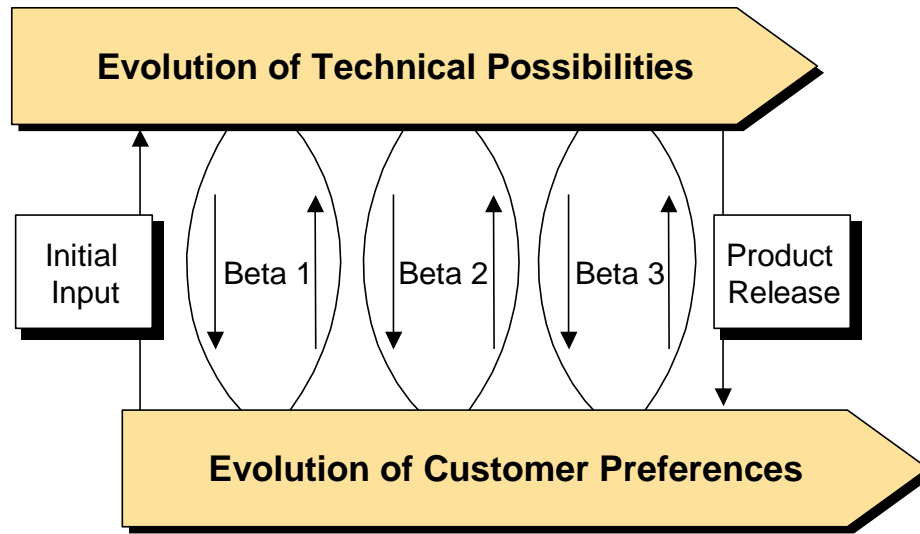 Evolution of Technical Possibilities
Initial
Input
Beta 1
Beta 2
Beta 3
Product
Release
Evolution of Customer Preferences